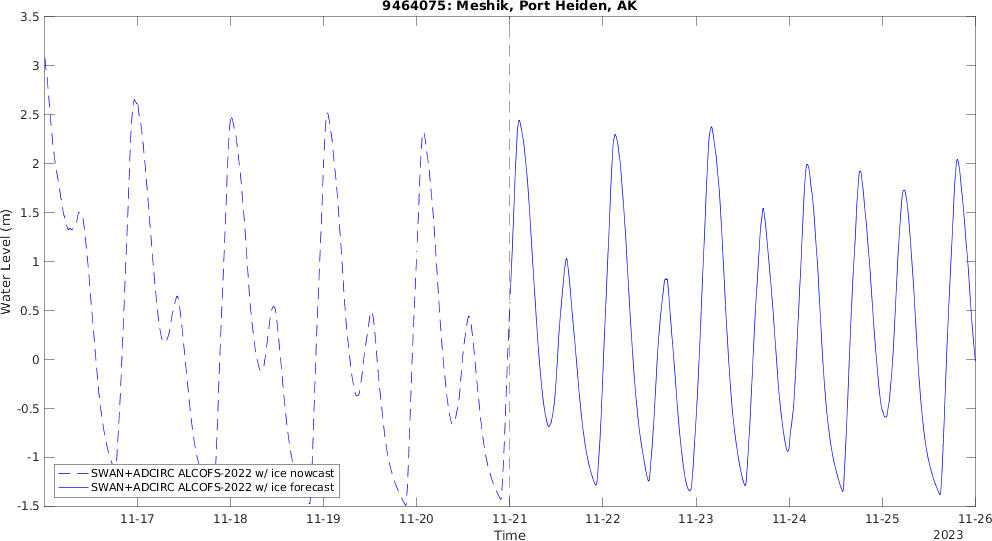 9464075: Meshik, Port Heiden, AK
Water Level (m)
3.5
3
2.5
2
1.5
1
0.5
0
-0.5
-1
-1.5
SWAN+ADCIRC ALCOFS-2022 w/ ice nowcast
SWAN+ADCIRC ALCOFS-2022 w/ ice forecast
11-17 11-18 11-19 11-20 11-21 11-22 11-23 11-24 11-25 11-26
Time
2023